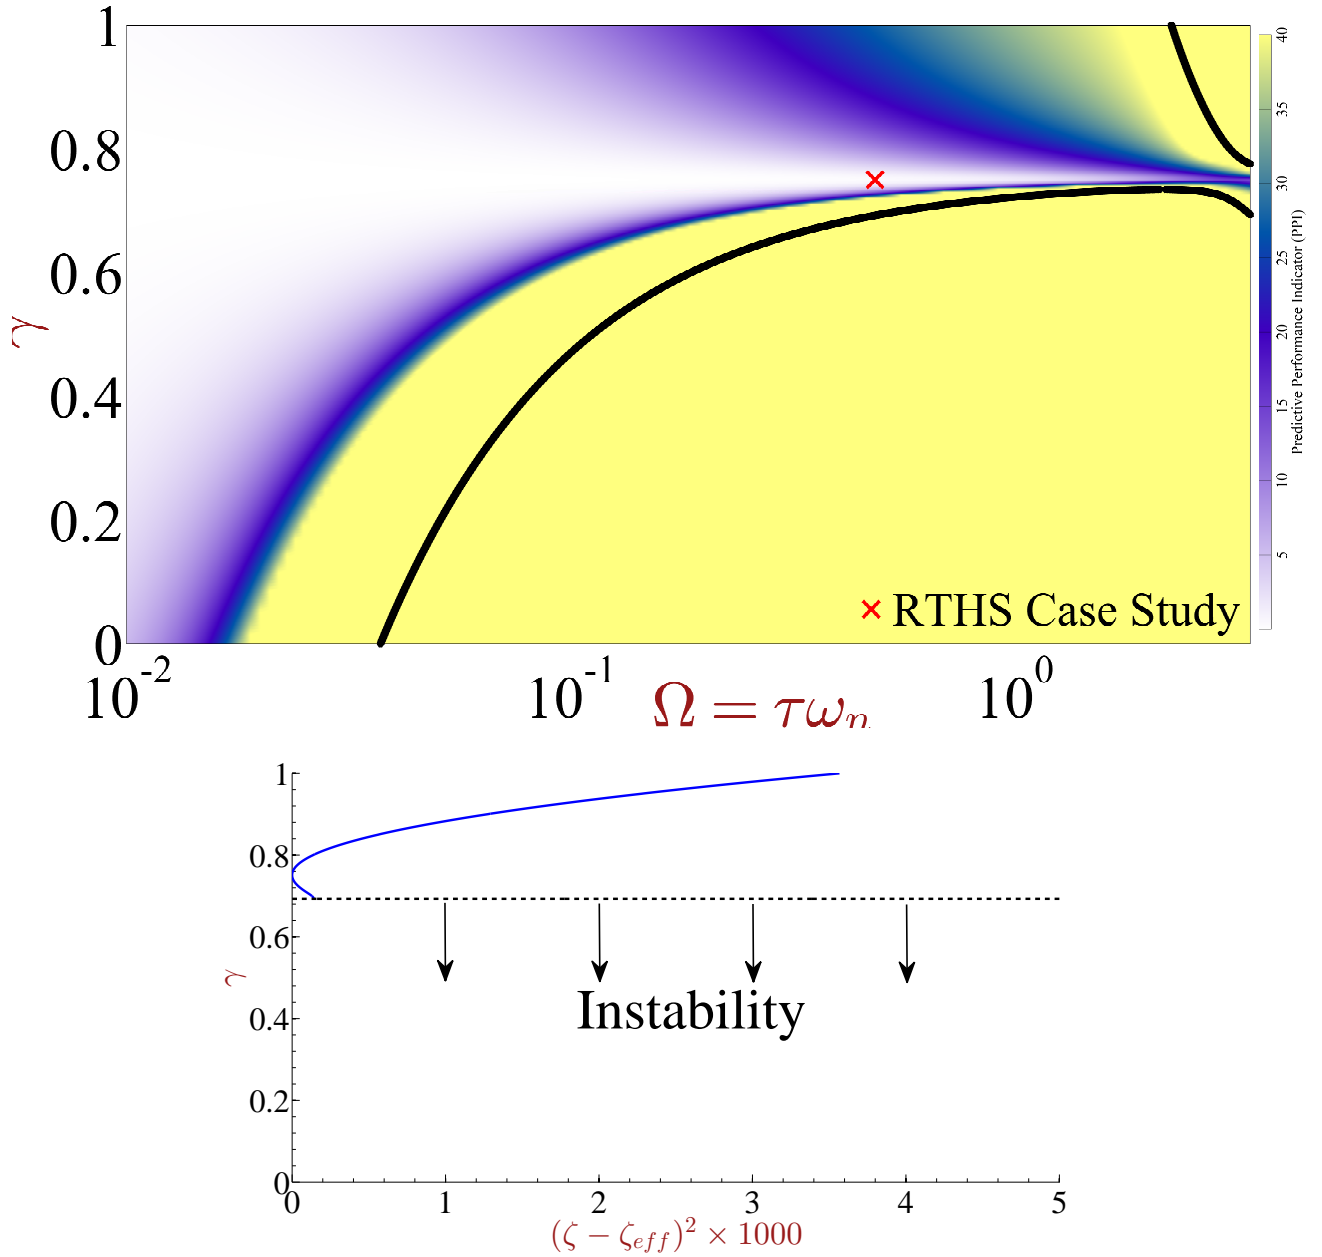 1
0.8
0.6
0.4
0.2
0
γ
10^-2
10^-1
10^0
Ω = τω_n
× RTHS Case Study
40
35
30
25
20
15
10
5
Predictive Performance Indicator (PPI)
1
0.8
0.6
0.4
0.2
0
γ
Instability
0 1 2 3 4 5
(ζ − ζ_eff)^2 × 1000